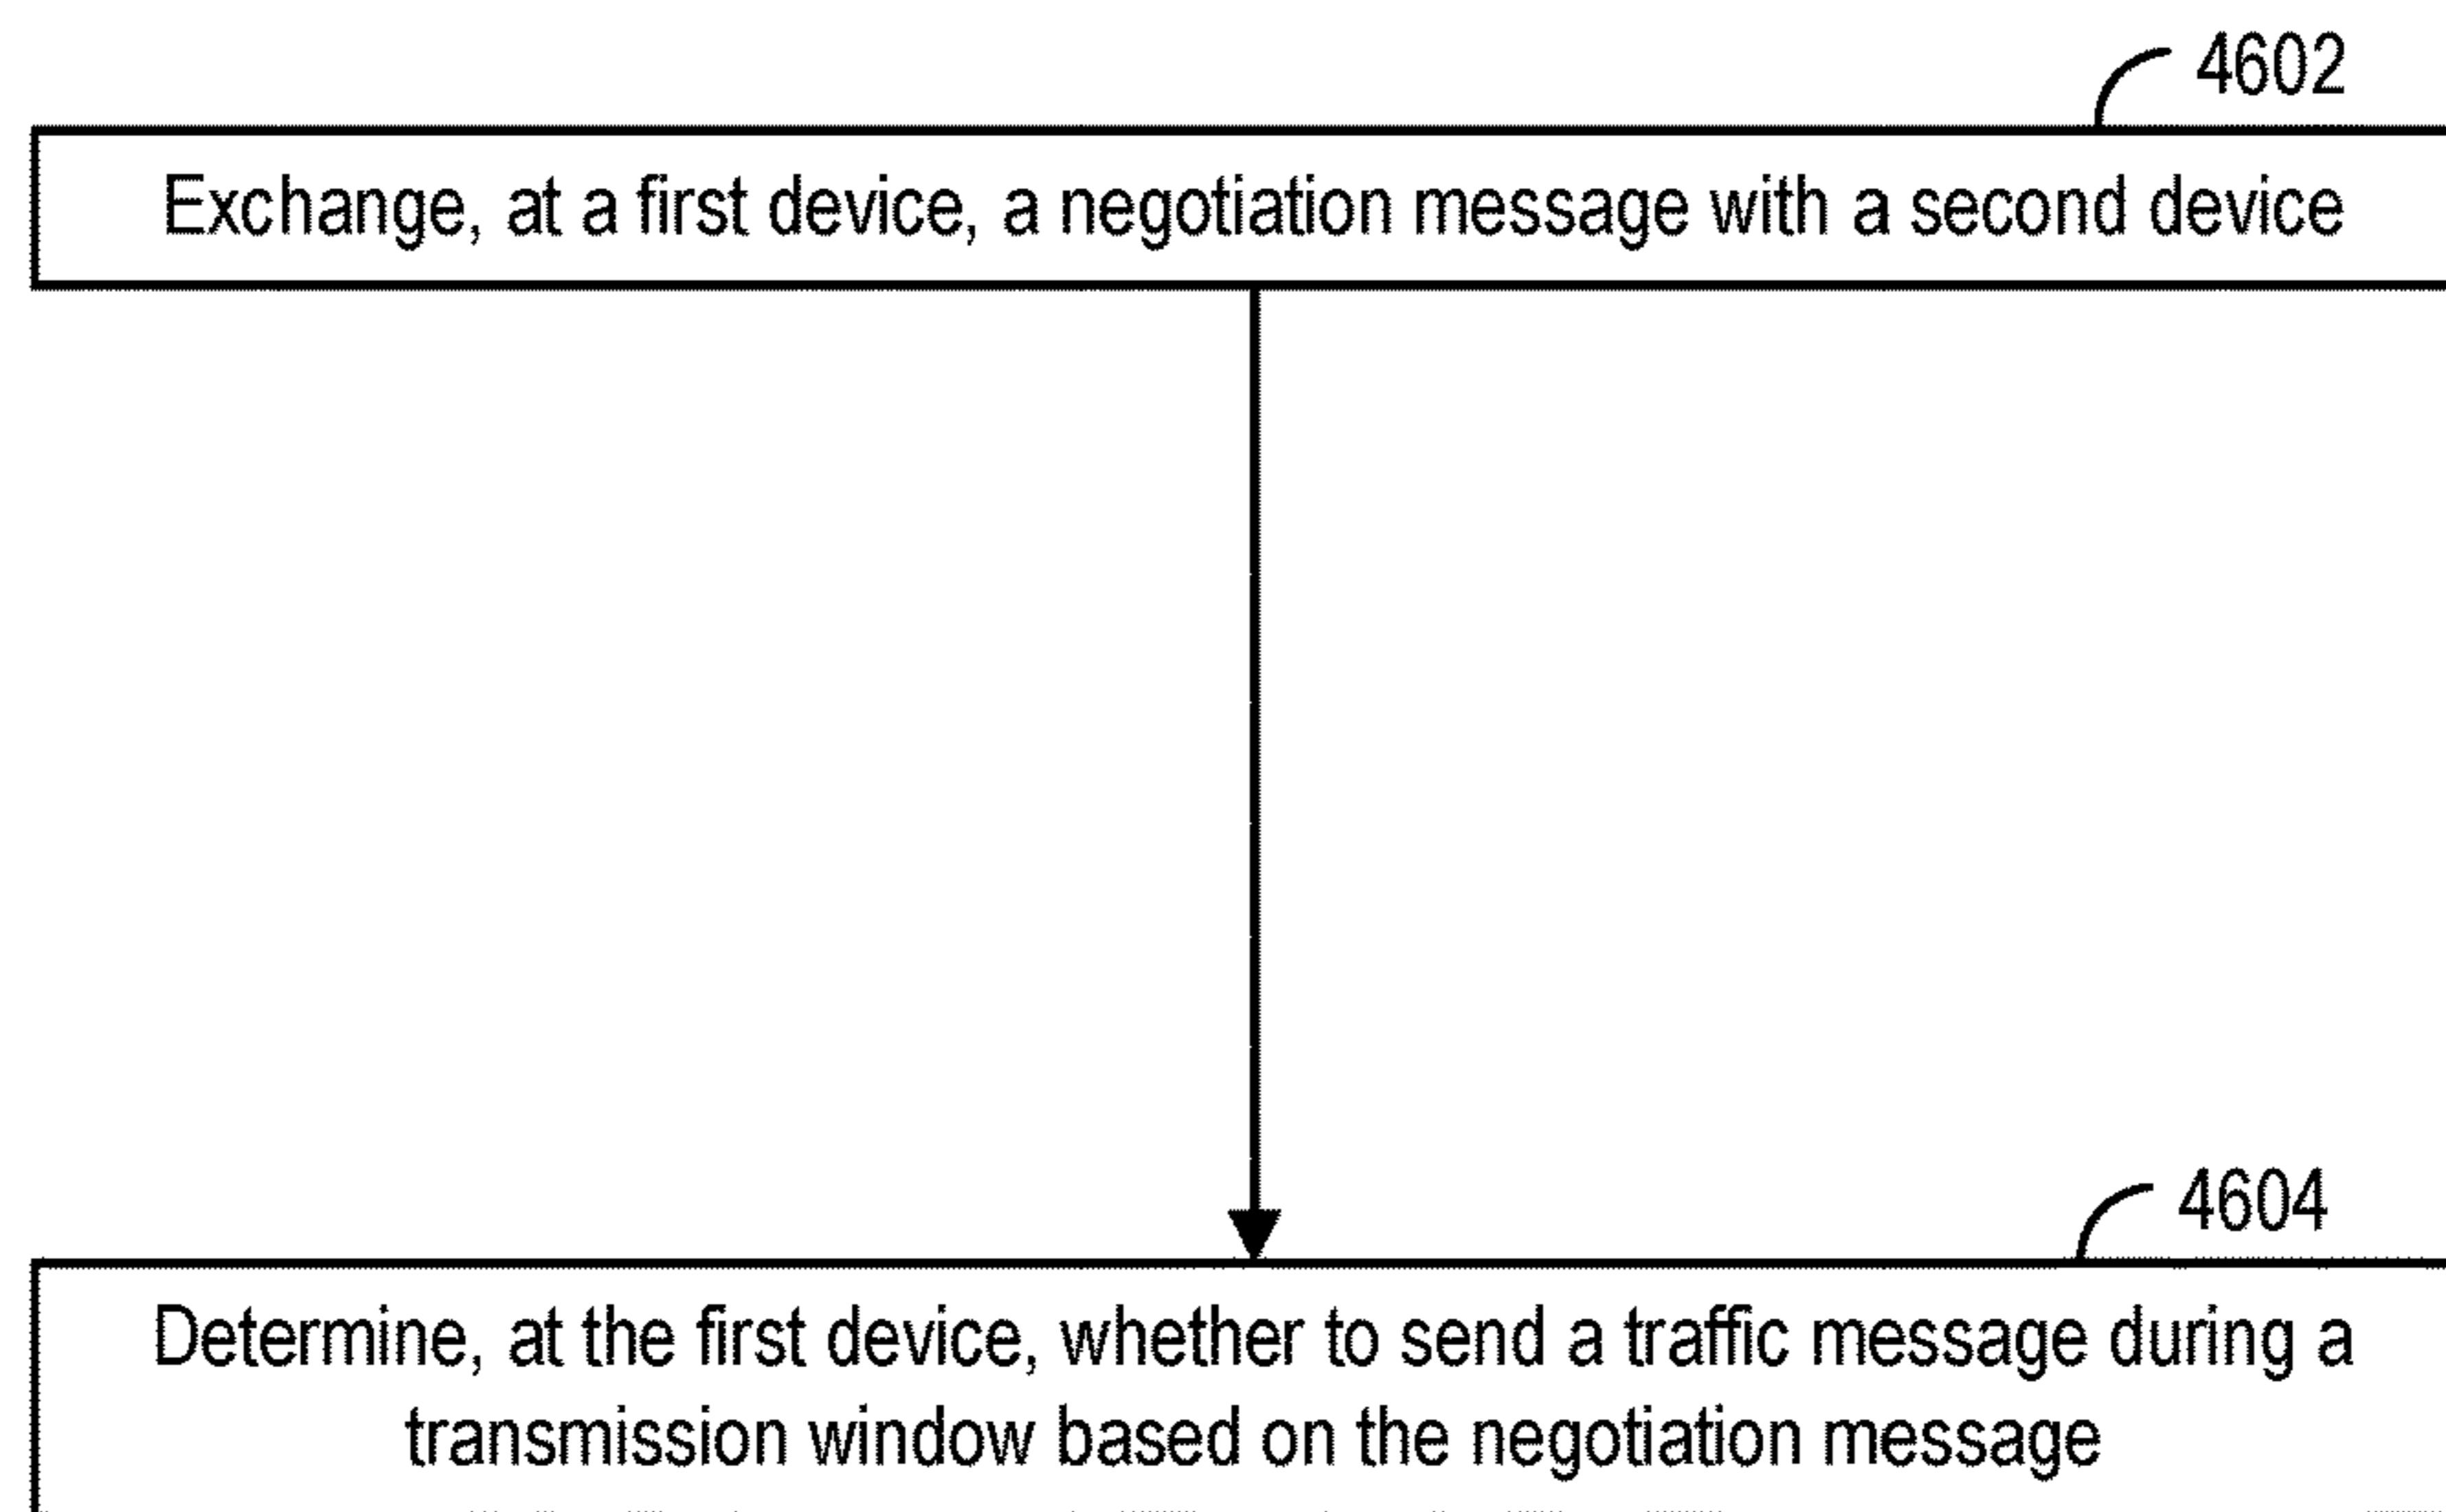 4602
Exchange, at a first device, a negotiation message with a second device
4604
Determine, at the first device, whether to send a traffic message during a
transmission window based on the negotiation message